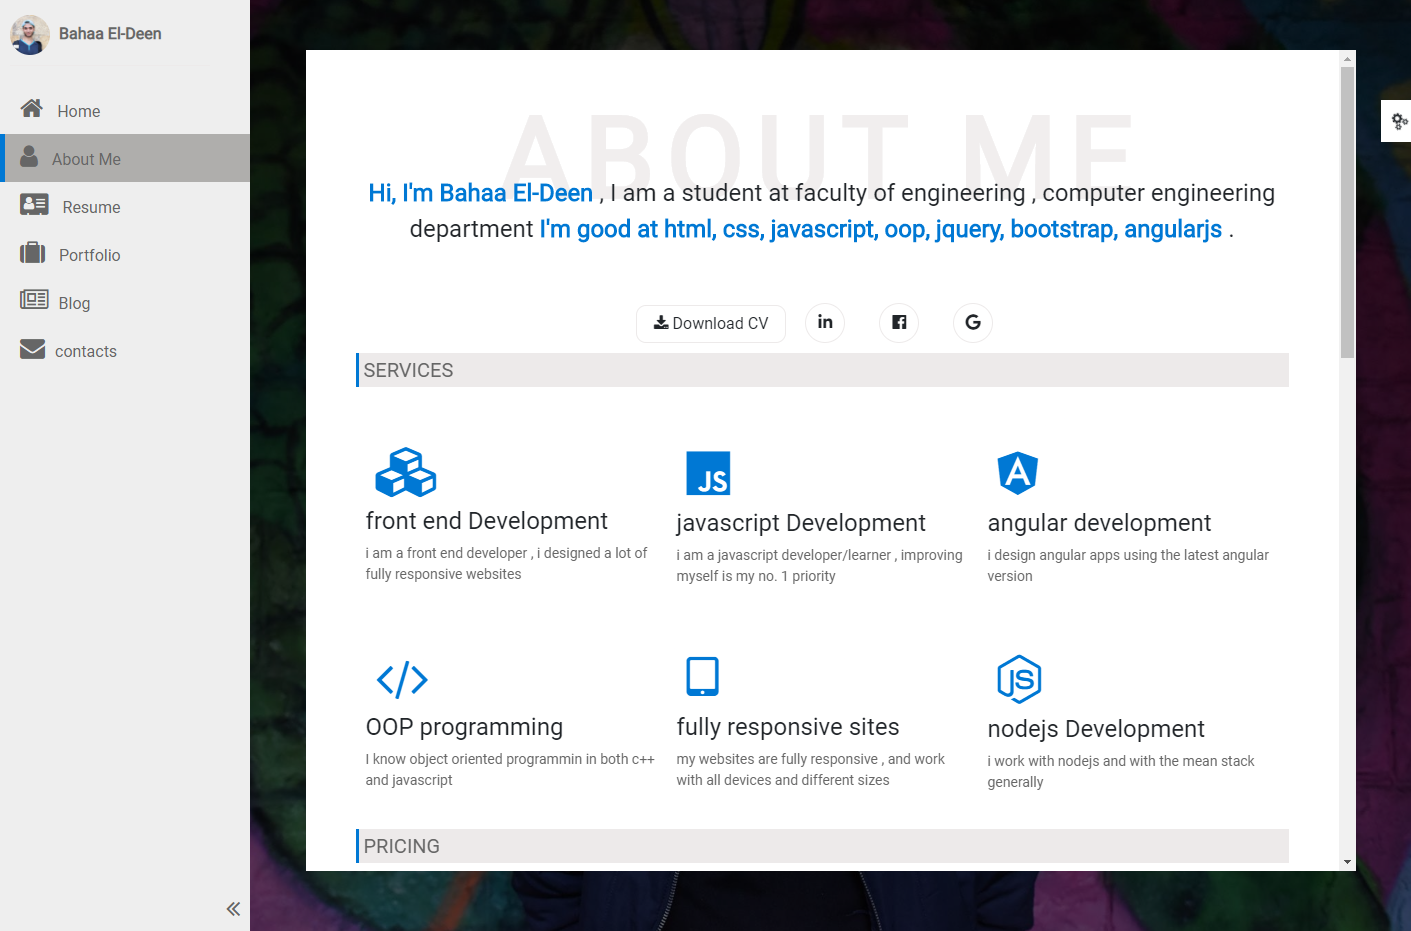 Bahaa El-Deen
Home
About Me
Resume
Portfolio
Blog
contacts
ABOUT ME
Hi, I'm Bahaa El-Deen , I am a student at faculty of engineering , computer engineering
department I'm good at html, css, javascript, oop, jquery, bootstrap, angularjs .
Download CV
in
G
SERVICES
JS
A
front end Development
javascript Development
angular development
i am a front end developer , i designed a lot of
fully responsive websites
i am a javascript developer/learner , improving
myself is my no. 1 priority
i design angular apps using the latest angular
version
JS
OOP programming
fully responsive sites
nodejs Development
I know object oriented programmin in both c++
and javascript
my websites are fully responsive , and work
with all devices and different sizes
i work with nodejs and with the mean stack
generally
PRICING